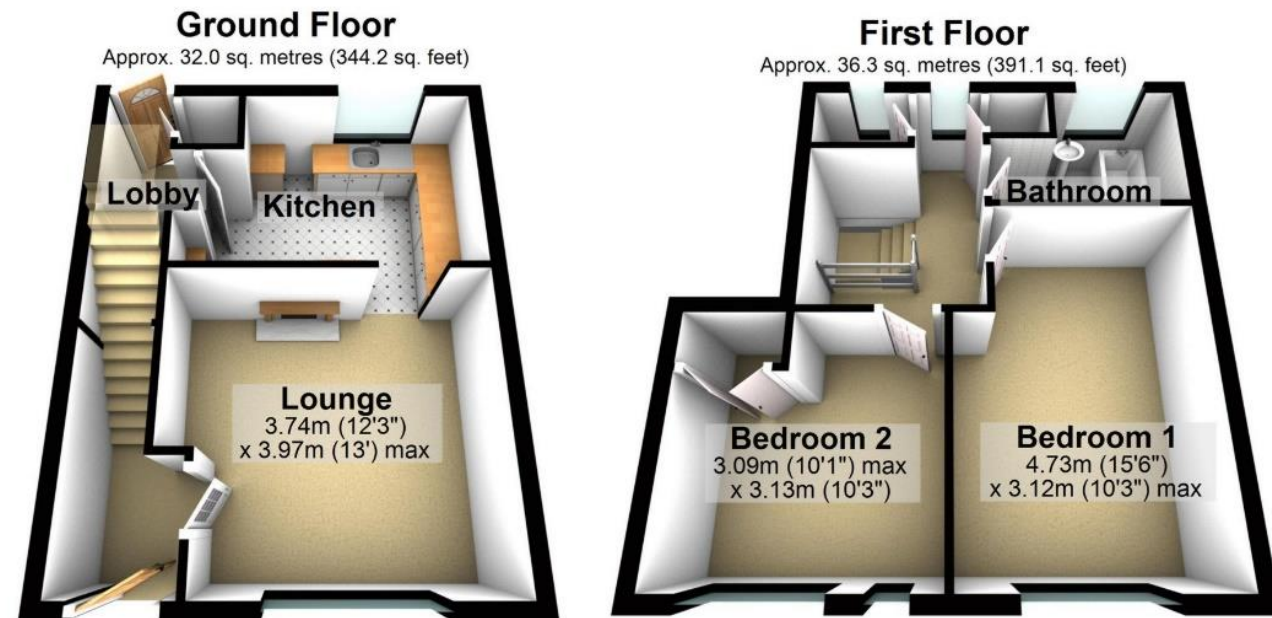 Ground Floor
Approx. 32.0 sq. metres (344.2 sq. feet)
Lobby
Kitchen
Lounge
3.74m (12'3")
x 3.97m (13') max
First Floor
Approx. 36.3 sq. metres (391.1 sq. feet)
Bathroom
Bedroom 2
3.09m (10'1") max
x 3.13m (10'3")
Bedroom 1
4.73m (15'6")
x 3.12m (10'3") max